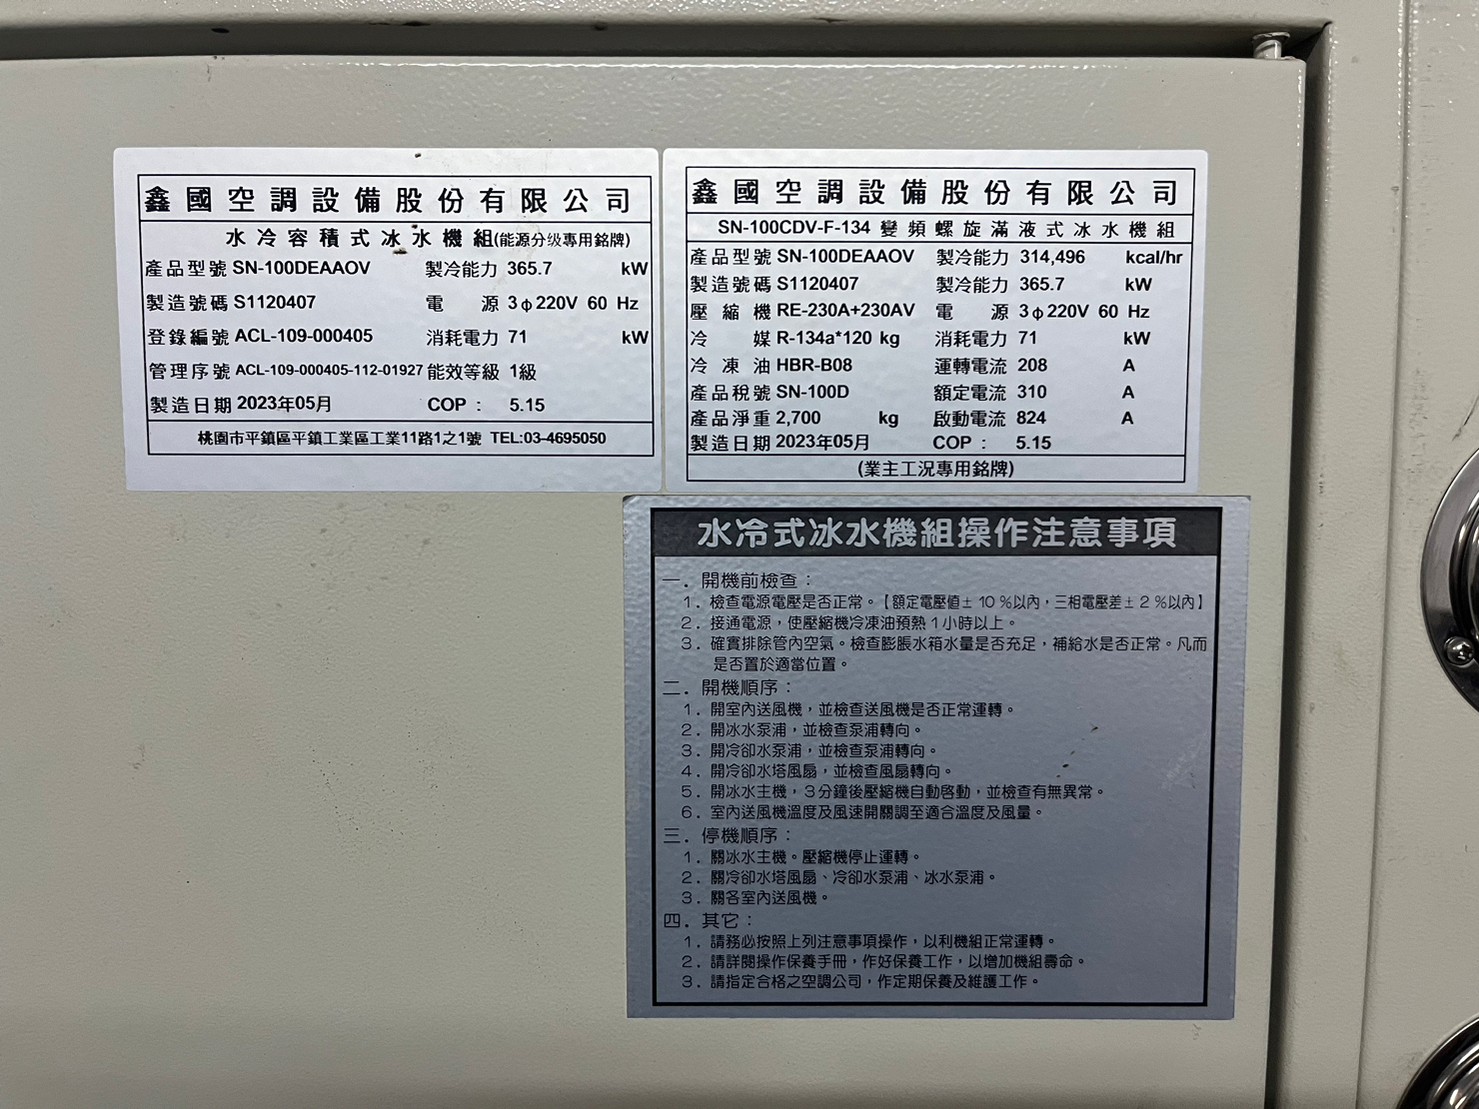 鑫國空調設備股份有限公司
水冷容積式冰水機組(能源分级專用銘牌)
產品型號 SN-100DEAAOV 製冷能力 365.7 kW
製造號碼 S1120407 電 源 3φ220V 60 Hz
登錄編號 ACL-109-000405 消耗電力 71 kW
管理序號 ACL-109-000405-112-01927 能效等級 1級
製造日期 2023年05月 COP : 5.15
桃園市平鎮區平鎮工業區工業11路1之1號 TEL:03-4695050
鑫國空調設備股份有限公司
SN-100CDV-F-134 變頻螺旋滿液式冰水機組
產品型號 SN-100DEAAOV 製冷能力 314,496 kcal/hr
製造號碼 S1120407 製冷能力 365.7 kW
壓縮機 RE-230A+230AV 電 源 3φ220V 60 Hz
冷 媒 R-134a*120 kg 消耗電力 71 kW
冷凍油 HBR-B08 運轉電流 208 A
產品稅號 SN-100D 額定電流 310 A
產品淨重 2,700 kg 啟動電流 824 A
製造日期 2023年05月 COP : 5.15
(業主工況專用銘牌)
水冷式冰水機組操作注意事項
一．開機前檢查：
1．檢查電源電壓是否正常。【額定電壓值± 10 %以內，三相電壓差± 2 %以內】
2．接通電源，使壓縮機冷凍油預熱 1 小時以上。
3．確實排除管內空氣。檢查膨脹水箱水量是否充足，補給水是否正常。凡而
是否置於適當位置。
二．開機順序：
1．開室內送風機，並檢查送風機是否正常運轉。
2．開冰水泵浦，並檢查泵浦轉向。
3．開冷卻水泵浦，並檢查泵浦轉向。
4．開冷卻水塔風扇，並檢查風扇轉向。
5．開冰水主機，3分鐘後壓縮機自動啓動，並檢查有無異常。
6．室內送風機溫度及風速開關調至適合溫度及風量。
三．停機順序：
1．關冰水主機。壓縮機停止運轉。
2．關冷卻水塔風扇、冷卻水泵浦、冰水泵浦。
3．關各室內送風機。
四．其它：
1．請務必按照上列注意事項操作，以利機組正常運轉。
2．請詳閱操作保養手冊，作好保養工作，以增加機組壽命。
3．請指定合格之空調公司，作定期保養及維護工作。